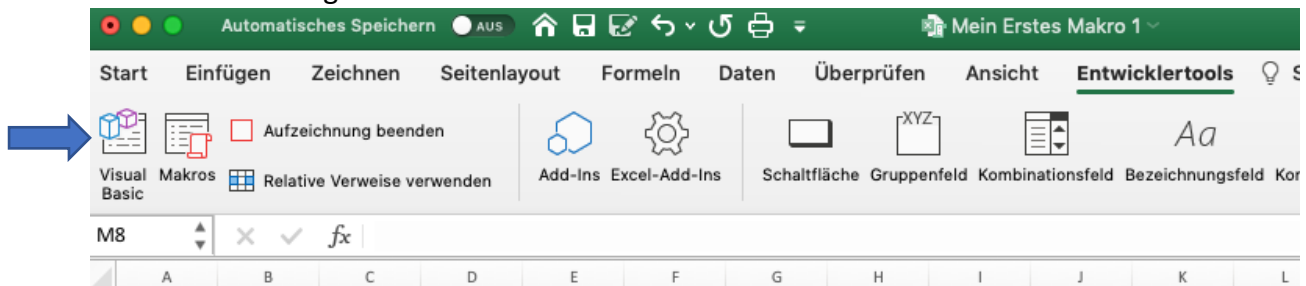 Automatisches Speichern AUS Mein Erstes Makro 1
Start Einfügen Zeichnen Seitenlayout Formeln Daten Überprüfen Ansicht Entwicklertools S
XYZ Aa
Aufzeichnung beenden
Visual Basic Makros Relative Verweise verwenden Add-Ins Excel-Add-Ins Schaltfläche Gruppenfeld Kombinationsfeld Bezeichnungsfeld Kor
M8 fx
A B C D E F G H I J K L